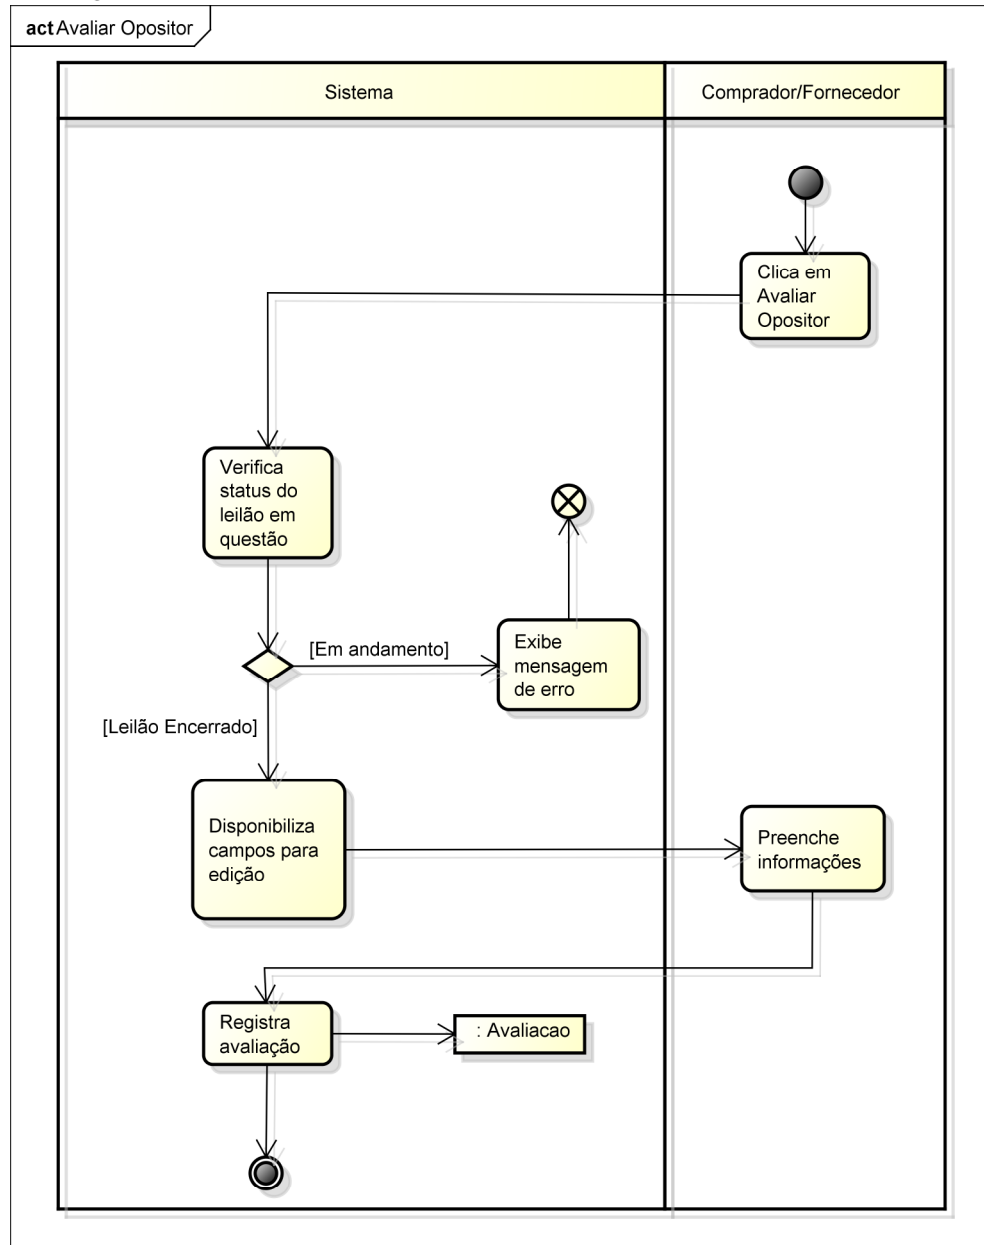 act Avaliar Opositor
Sistema
Comprador/Fornecedor
Clica em
Avaliar
Opositor
Verifica
status do
leilão em
questão
[Em andamento]
Exibe
mensagem
de erro
[Leilão Encerrado]
Disponibiliza
campos para
edição
Preenche
informações
Registra
avaliação
: Avaliacao